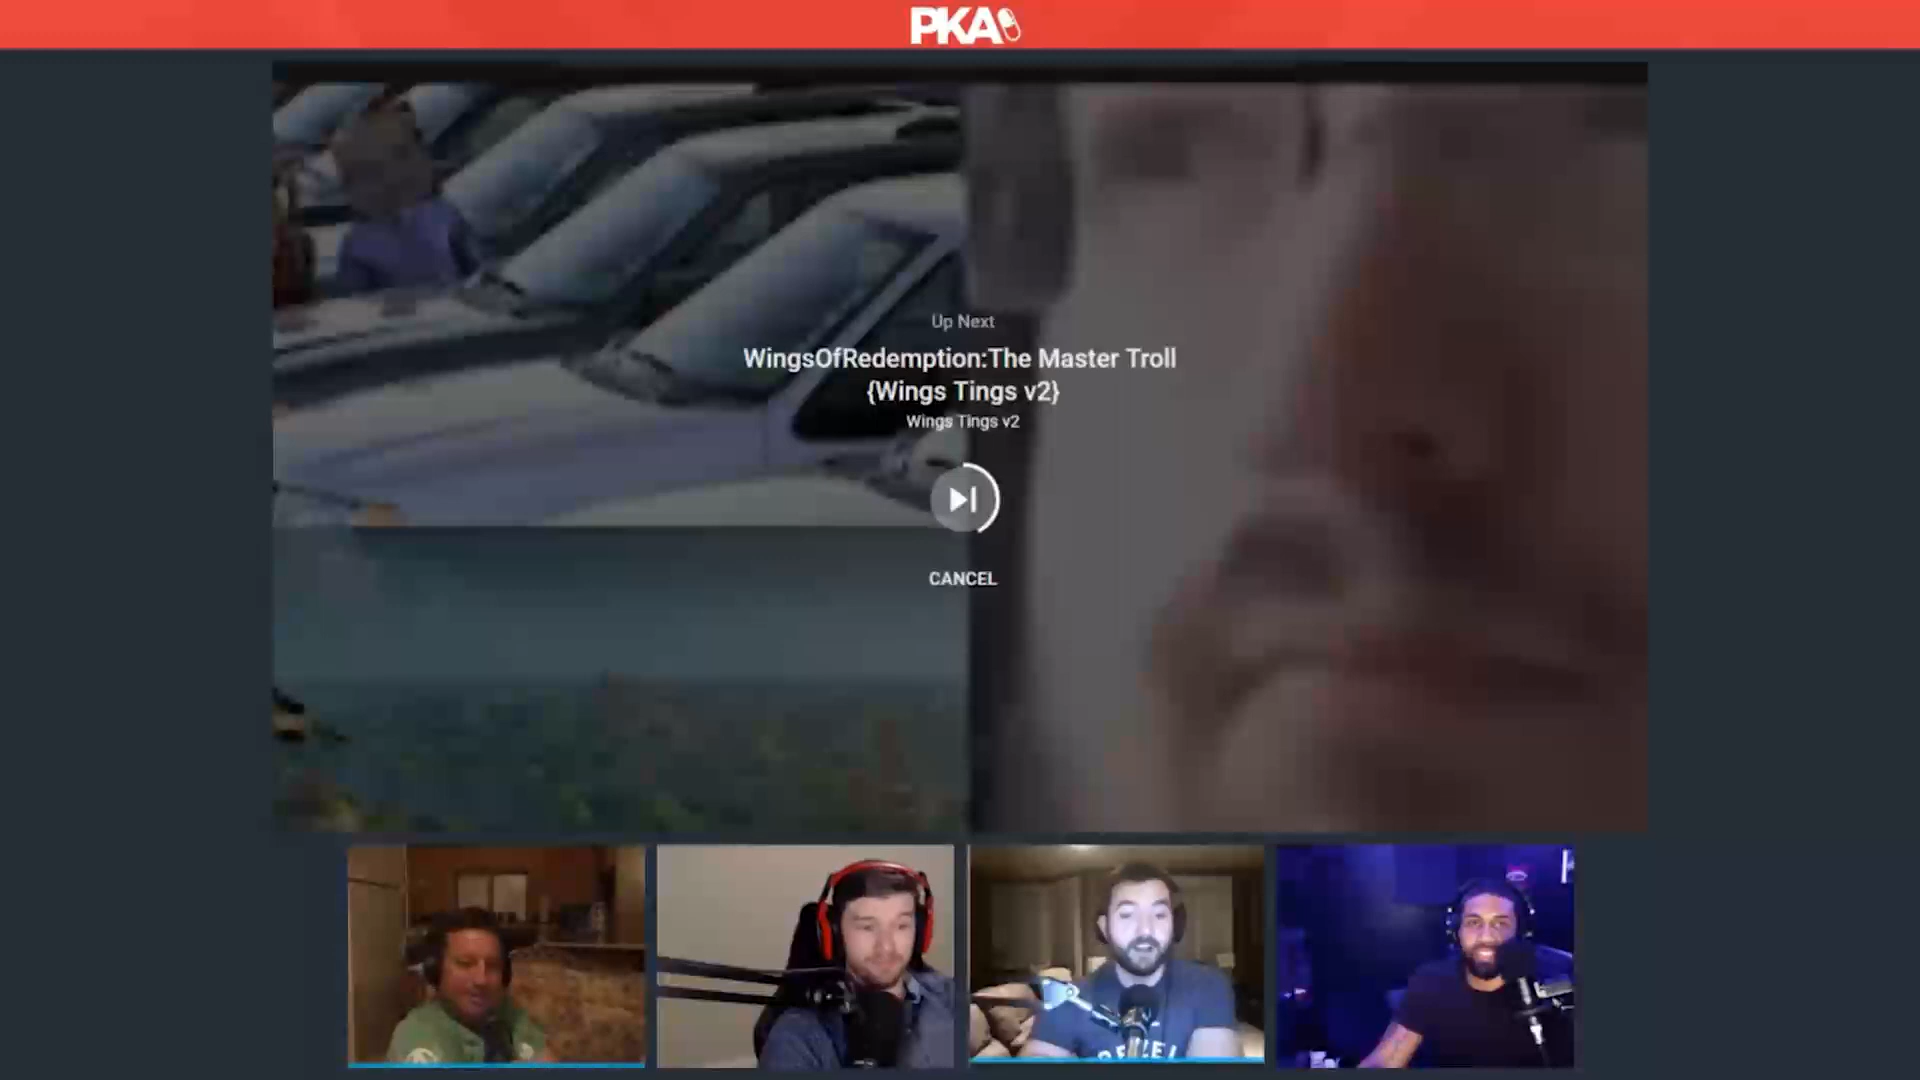 PKA
Up Next
WingsOfRedemption:The Master Troll
{Wings Tings v2}
Wings Tings v2
CANCEL